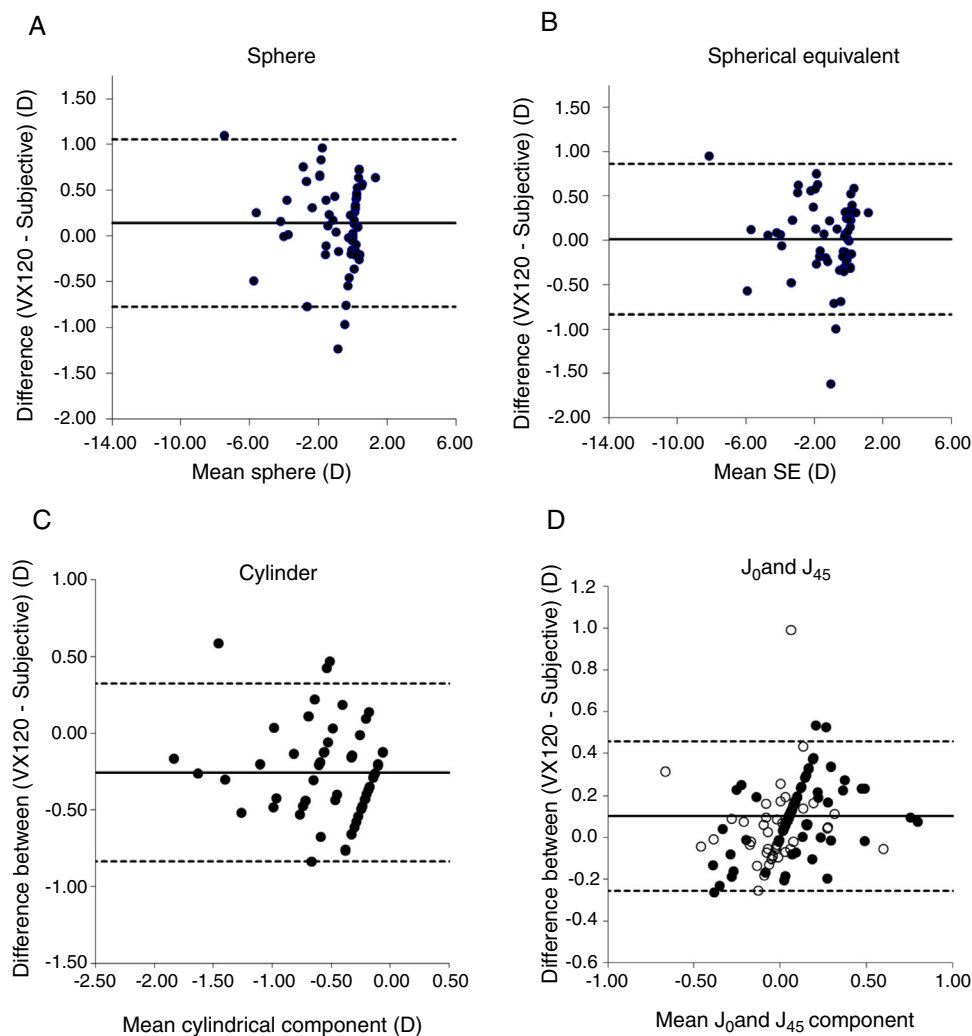 A
Sphere
Difference (VX120 - Subjective) (D)
1.50
1.00
0.50
0.00
-0.50
-1.00
-1.50
-2.00
-14.00 -10.00 -6.00 -2.00 2.00 6.00
Mean sphere (D)
B
Spherical equivalent
Difference (VX120 - Subjective) (D)
1.50
1.00
0.50
0.00
-0.50
-1.00
-1.50
-2.00
-14.00 -10.00 -6.00 -2.00 2.00 6.00
Mean SE (D)
C
Cylinder
Difference between (VX120 - Subjective) (D)
1.00
0.50
0.00
-0.50
-1.00
-1.50
-2.50 -2.00 -1.50 -1.00 -0.50 0.00 0.50
Mean cylindrical component (D)
D
J0and J45
Difference between (VX120 - Subjective) (D)
1.2
1.0
0.8
0.6
0.4
0.2
0.0
-0.2
-0.4
-0.6
-1.00 -0.50 0.00 0.50 1.00
Mean J0and J45 component